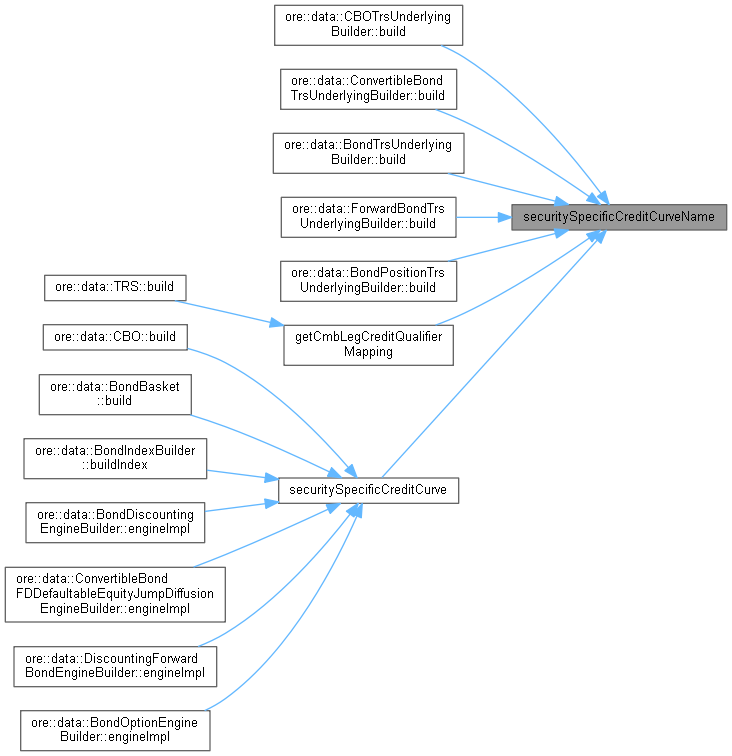 ore::data::CBOTrsUnderlying
Builder::build
ore::data::ConvertibleBond
TrsUnderlyingBuilder::build
ore::data::BondTrsUnderlying
Builder::build
securitySpecificCreditCurveName
ore::data::ForwardBondTrs
UnderlyingBuilder::build
ore::data::BondPositionTrs
UnderlyingBuilder::build
ore::data::TRS::build
getCmbLegCreditQualifier
Mapping
ore::data::CBO::build
ore::data::BondBasket
::build
ore::data::BondIndexBuilder
::buildIndex
securitySpecificCreditCurve
ore::data::BondDiscounting
EngineBuilder::engineImpl
ore::data::ConvertibleBond
FDDefaultableEquityJumpDiffusion
EngineBuilder::engineImpl
ore::data::DiscountingForward
BondEngineBuilder::engineImpl
ore::data::BondOptionEngine
Builder::engineImpl